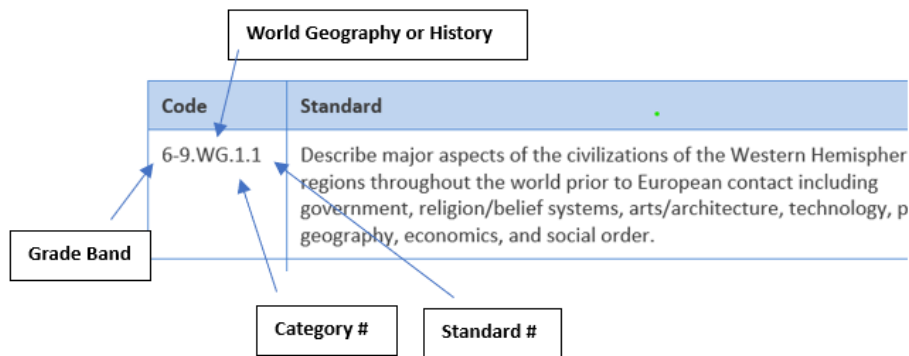 World Geography or History
Code Standard
6-9.WG.1.1 Describe major aspects of the civilizations of the Western
regions throughout the world prior to European contact including
government, religion/belief systems, arts/architecture, technology,
geography, economics, and social order.
Grade Band
Category #
Standard #